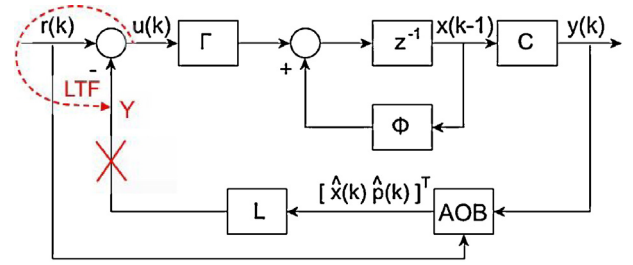 r(k)
u(k)
Γ
z⁻¹
x(k-1)
C
y(k)
-
+
LTF
Y
Φ
L
[ x̂(k) p̂(k) ]ᵀ
AOB